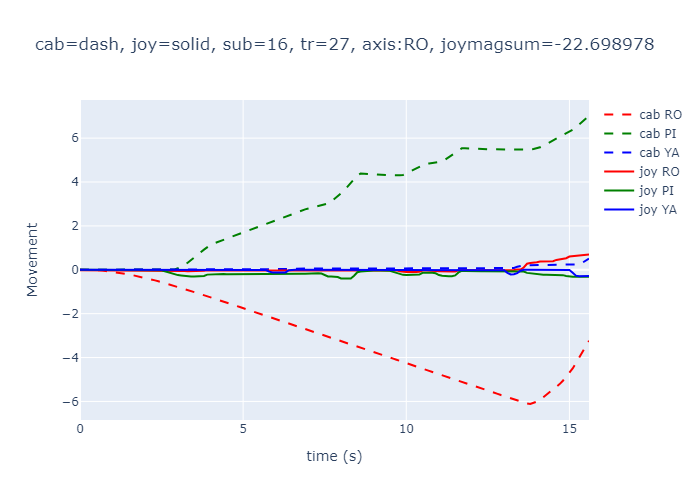 cab=dash, joy=solid, sub=16, tr=27, axis:RO, joymagsum=-22.698978
cab RO
cab PI
cab YA
joy RO
joy PI
joy YA
6
4
2
0
−2
−4
−6
Movement
0
5
10
15
time (s)